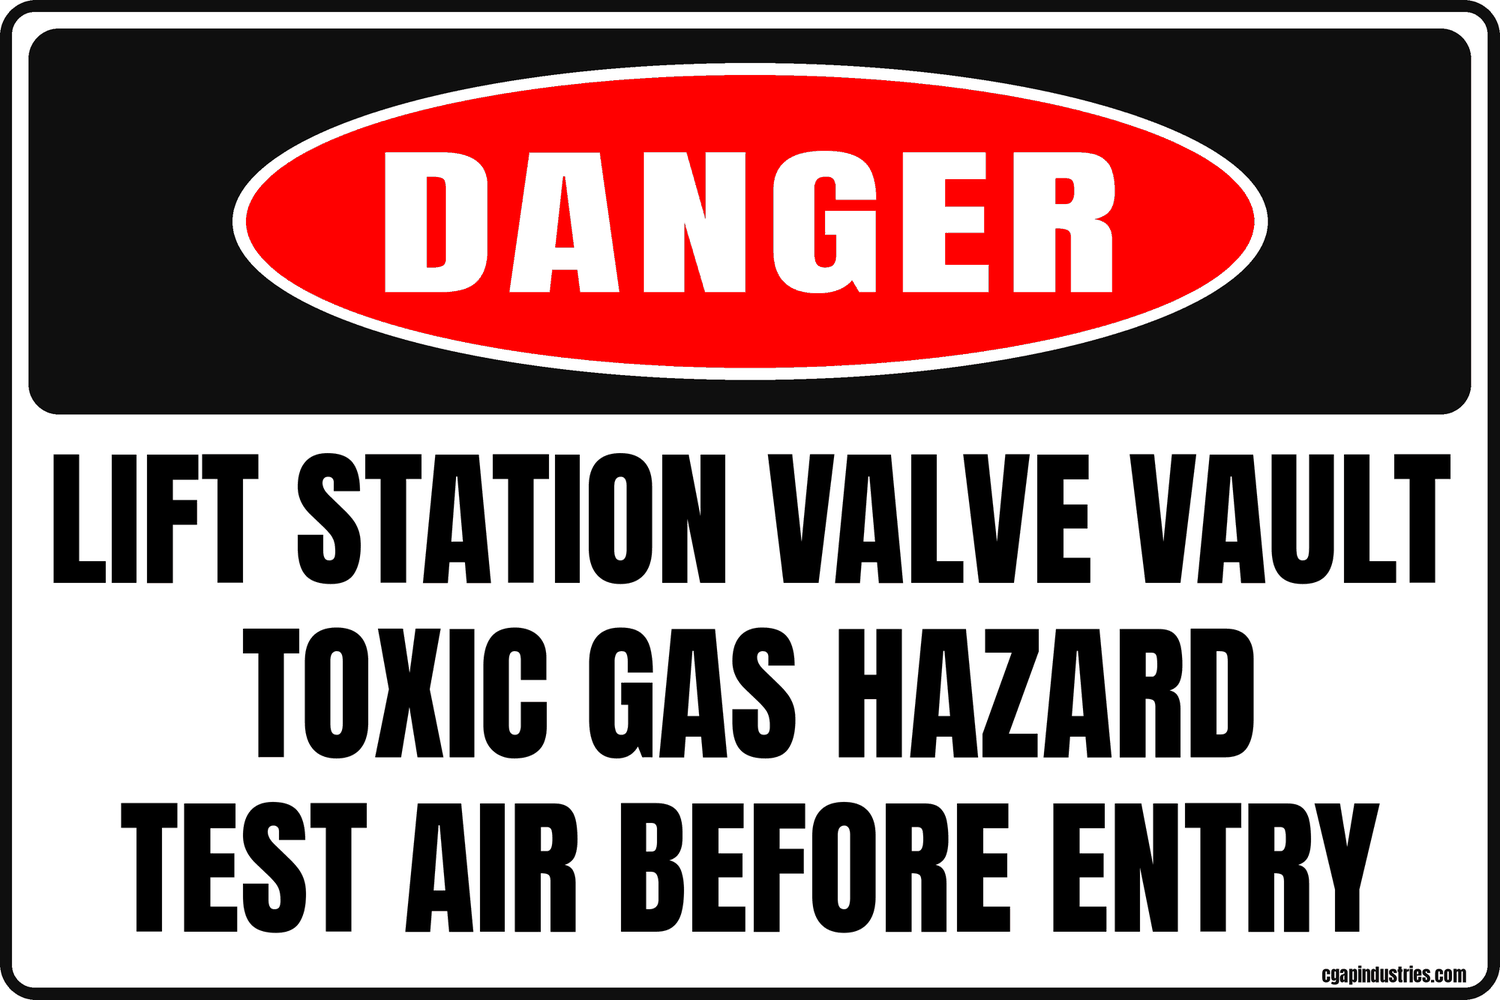 DANGER
LIFT STATION VALVE VAULT
TOXIC GAS HAZARD
TEST AIR BEFORE ENTRY
cgapindustries.com